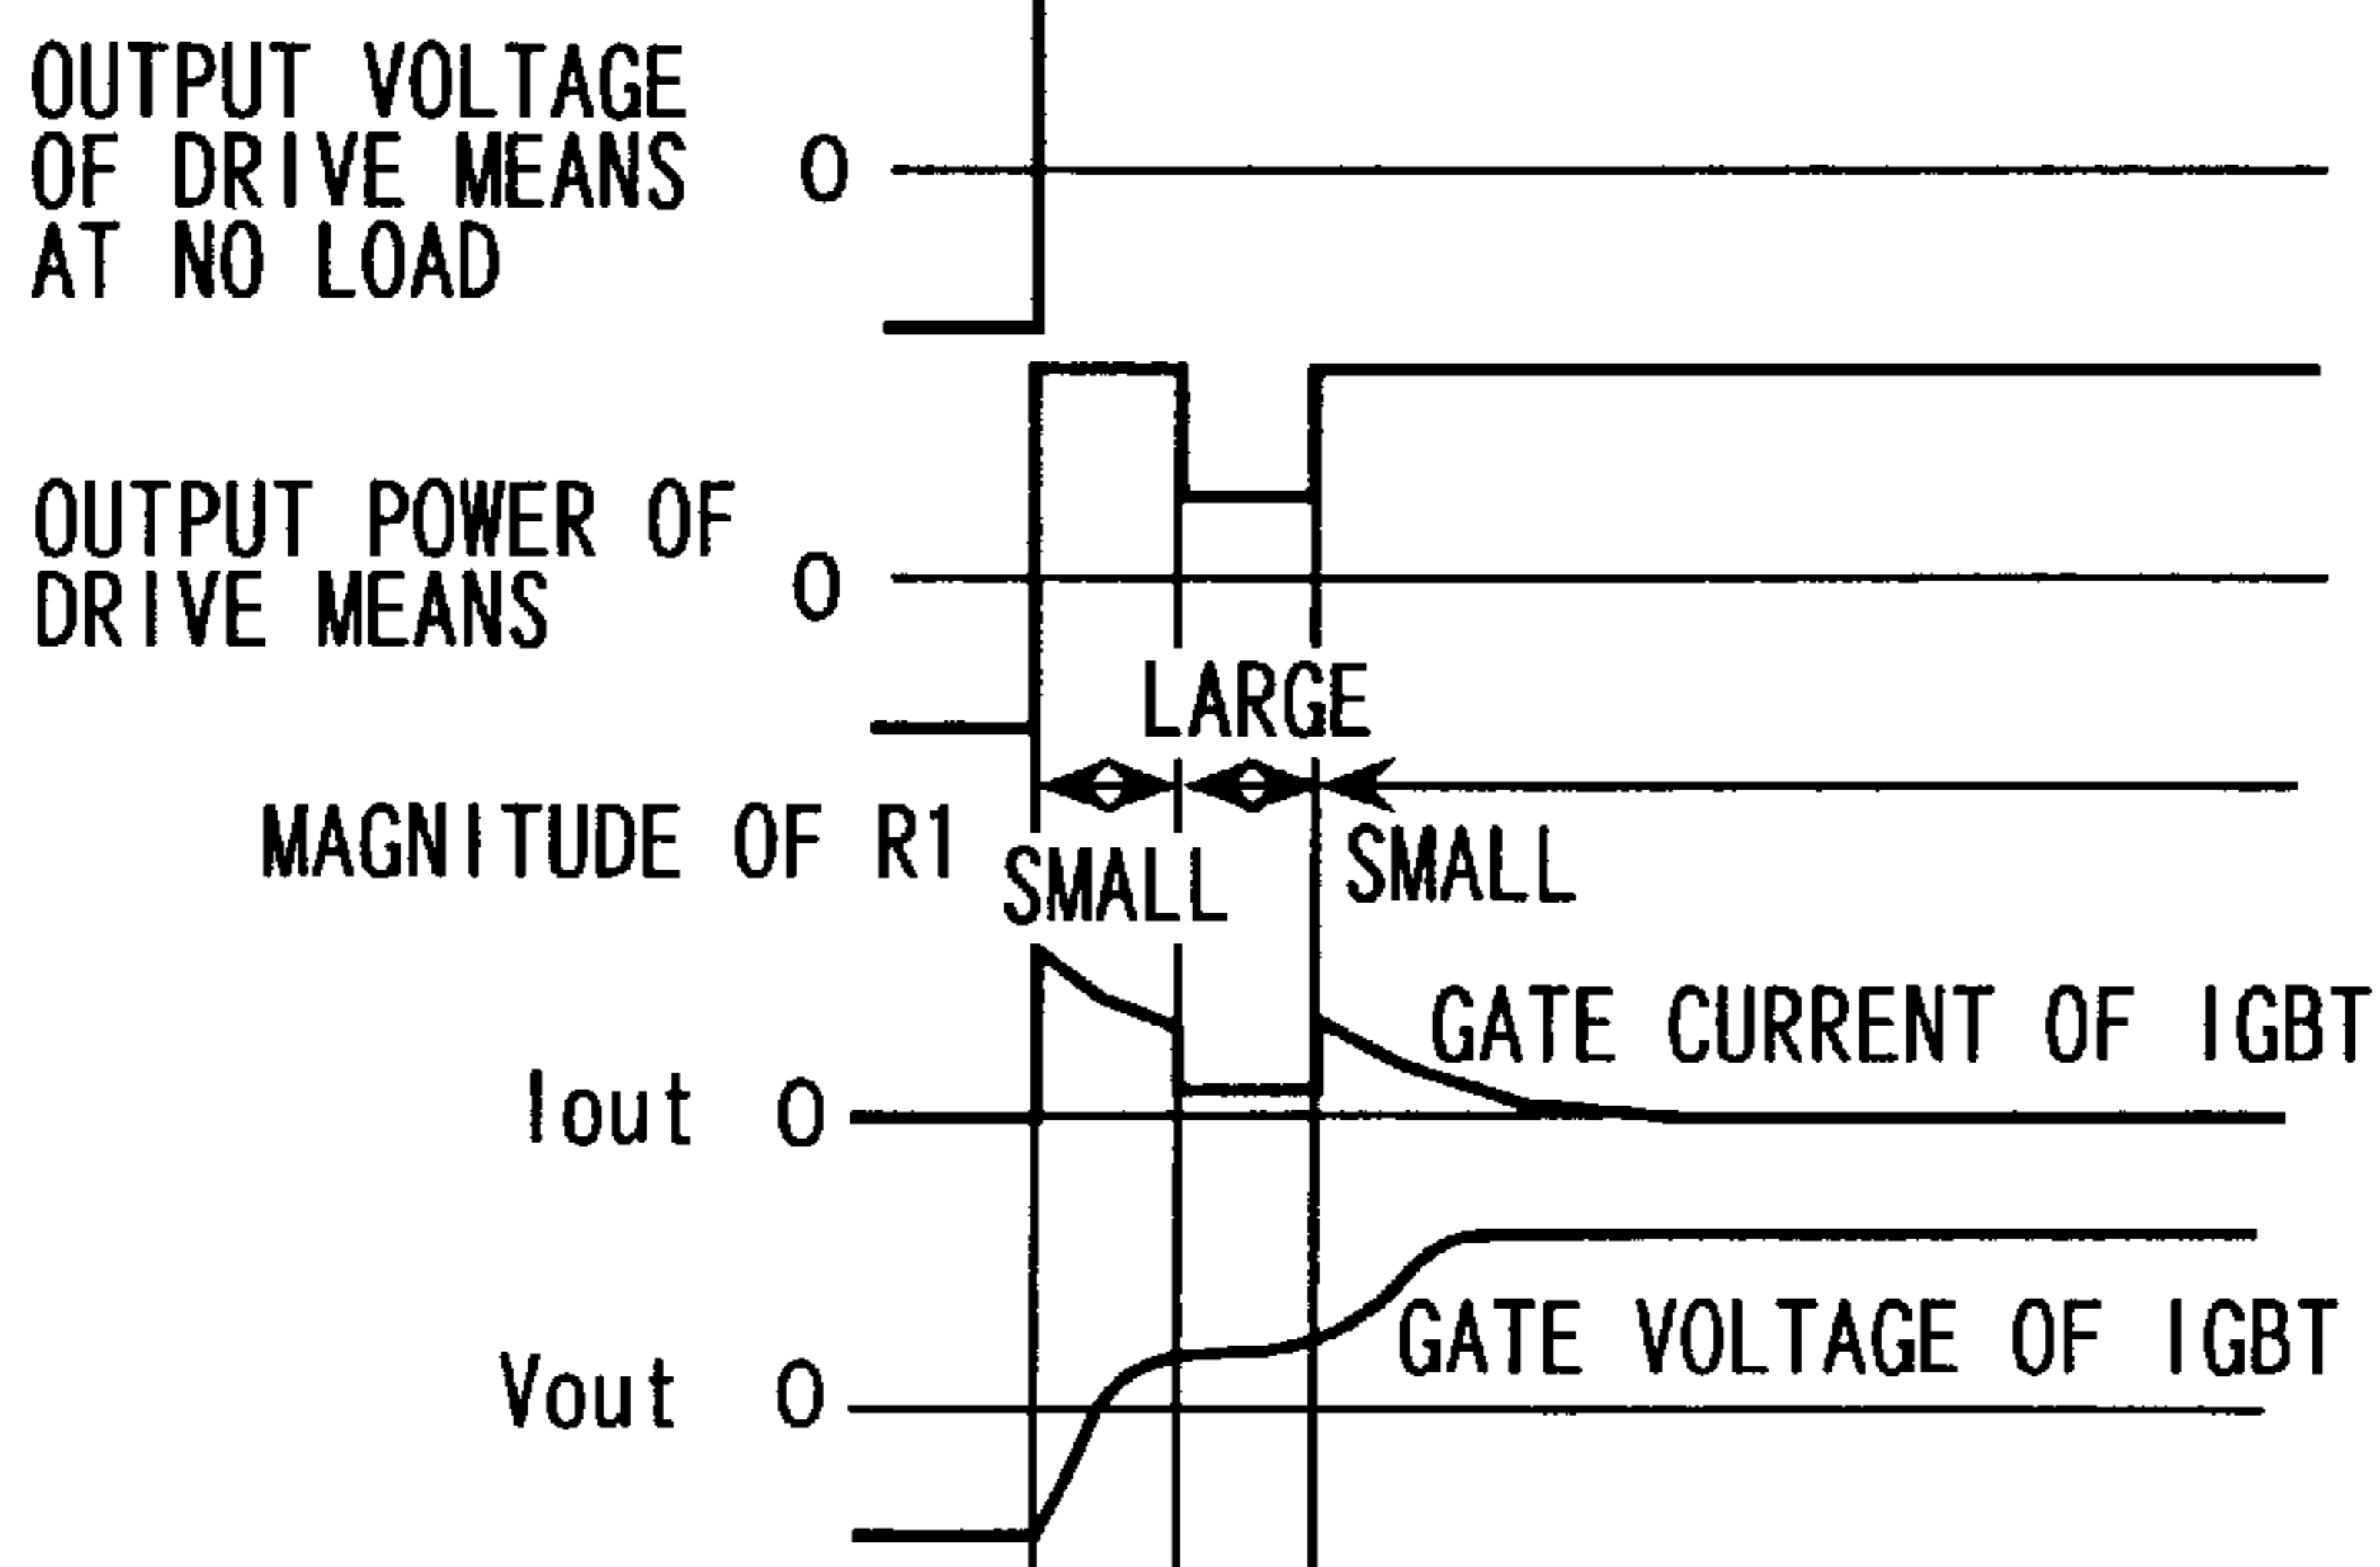 OUTPUT VOLTAGE
OF DRIVE MEANS 0
AT NO LOAD
OUTPUT POWER OF
DRIVE MEANS 0
LARGE
MAGNITUDE OF R1
SMALL
SMALL
GATE CURRENT OF IGBT
Iout 0
GATE VOLTAGE OF IGBT
Vout 0